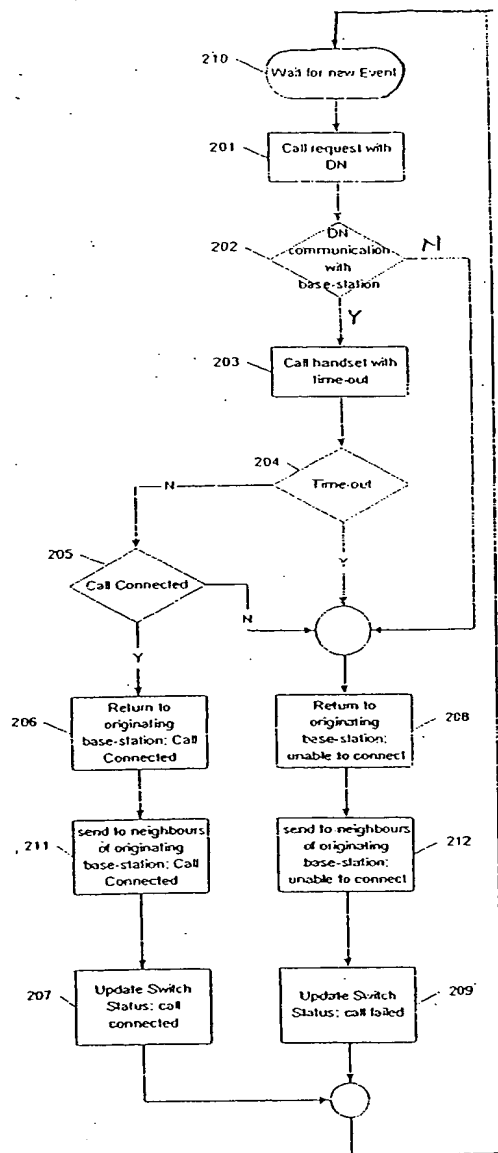 210
Wait for new Event
201
Call request with
DN
202
DN
communication
with
base-station
N
Y
203
Call handset with
time-out
204
Time-out
N
Y
205
Call Connected
N
Y
206
Return to
originating
base-station; Call
Connected
208
Return to
originating
base-station;
unable to connect
211
send to neighbours
of originating
base-station; Call
Connected
212
send to neighbours
of originating
base-station;
unable to connect
207
Update Switch
Status; call
connected
209
Update Switch
Status; call failed